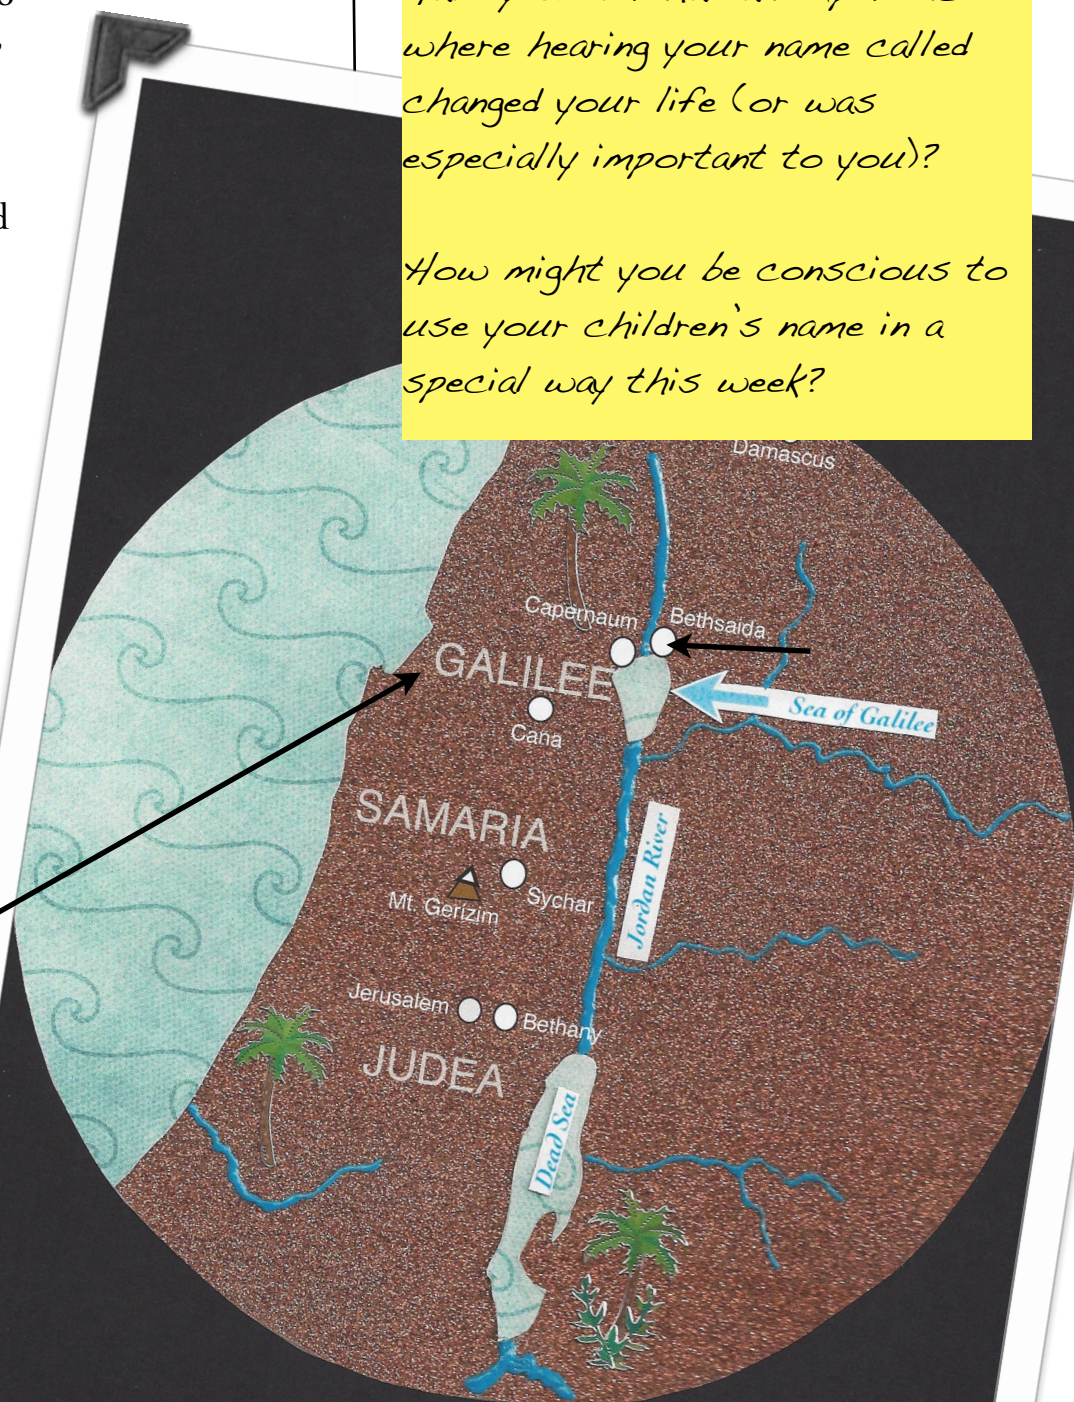 where hearing your name called
changed your life (or was
especially important to you)?
How might you be conscious to
use your children's name in a
special way this week?
Damascus
Capernaum
Bethsaida
GALILEE
Sea of Galilee
Cana
SAMARIA
Jordan River
Sychar
Mt. Gerizim
Jerusalem
Bethany
JUDEA
Dead Sea